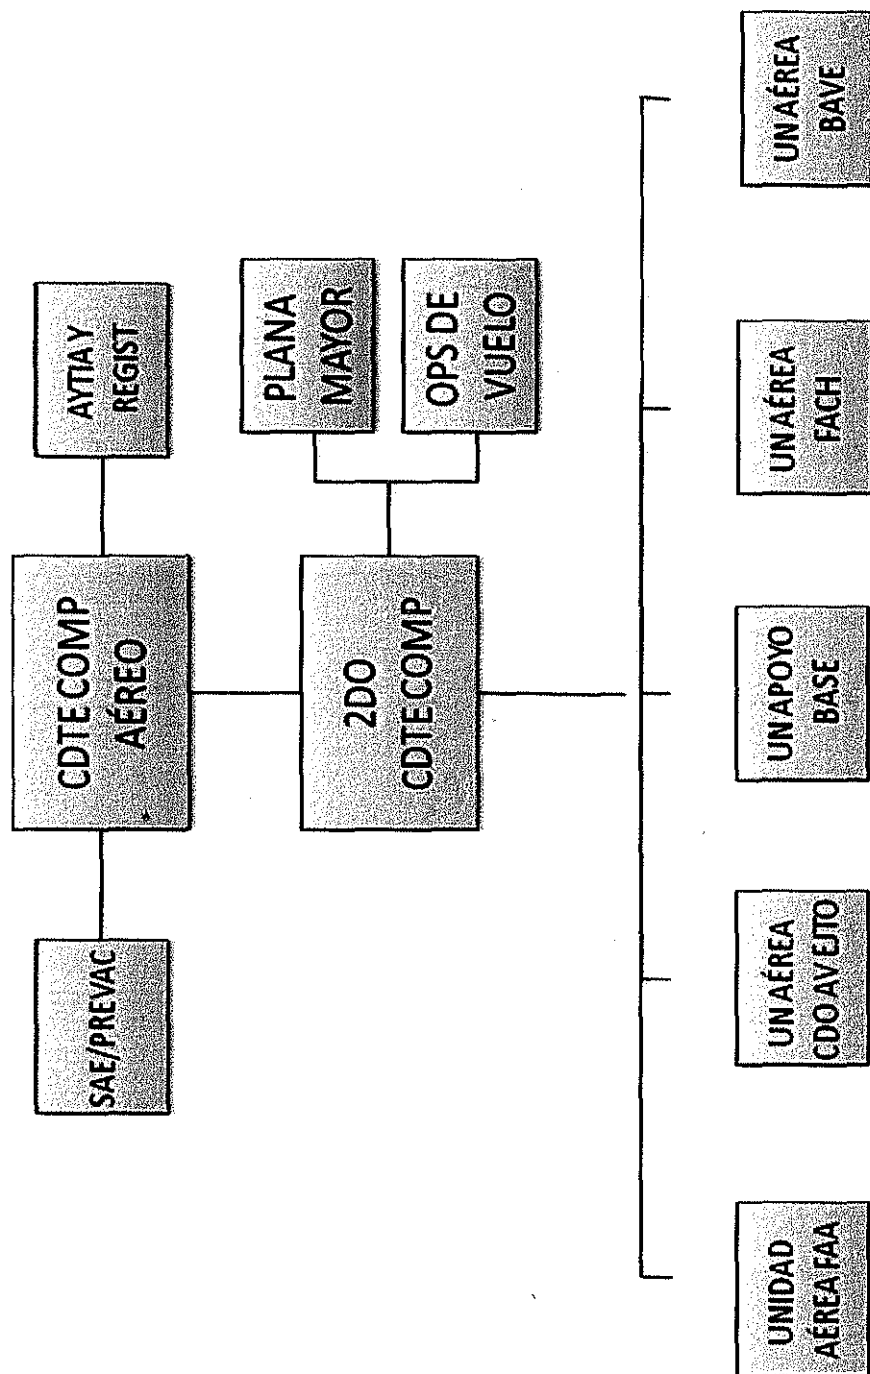 CDTE COMP
AÉREO
SAE/PREVAC
AYTIA Y
REGIST
2DO
CDTE COMP
PLANA
MAYOR
OPS DE
VUELO
UNIDAD
AÉREA FAA
UN AÉREA
CDO AV EJTO
UN APOYO
BASE
UN AÉREA
FACH
UN AÉREA
BAVE